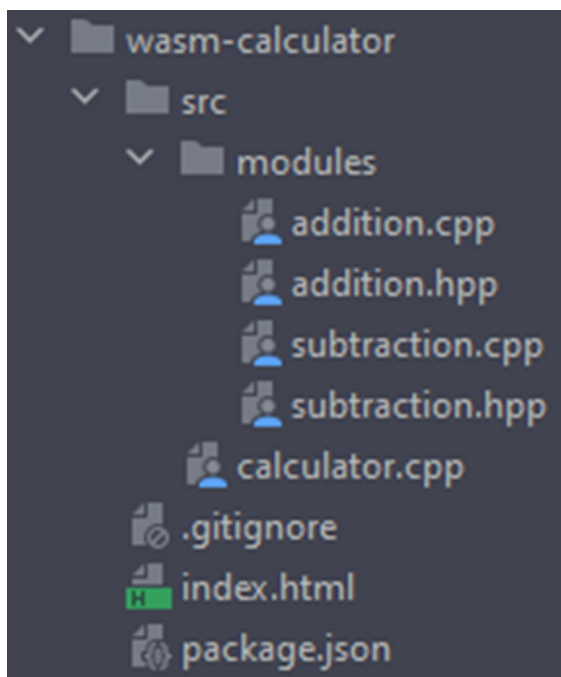 wasm-calculator
src
modules
addition.cpp
addition.hpp
subtraction.cpp
subtraction.hpp
calculator.cpp
.gitignore
H index.html
package.json